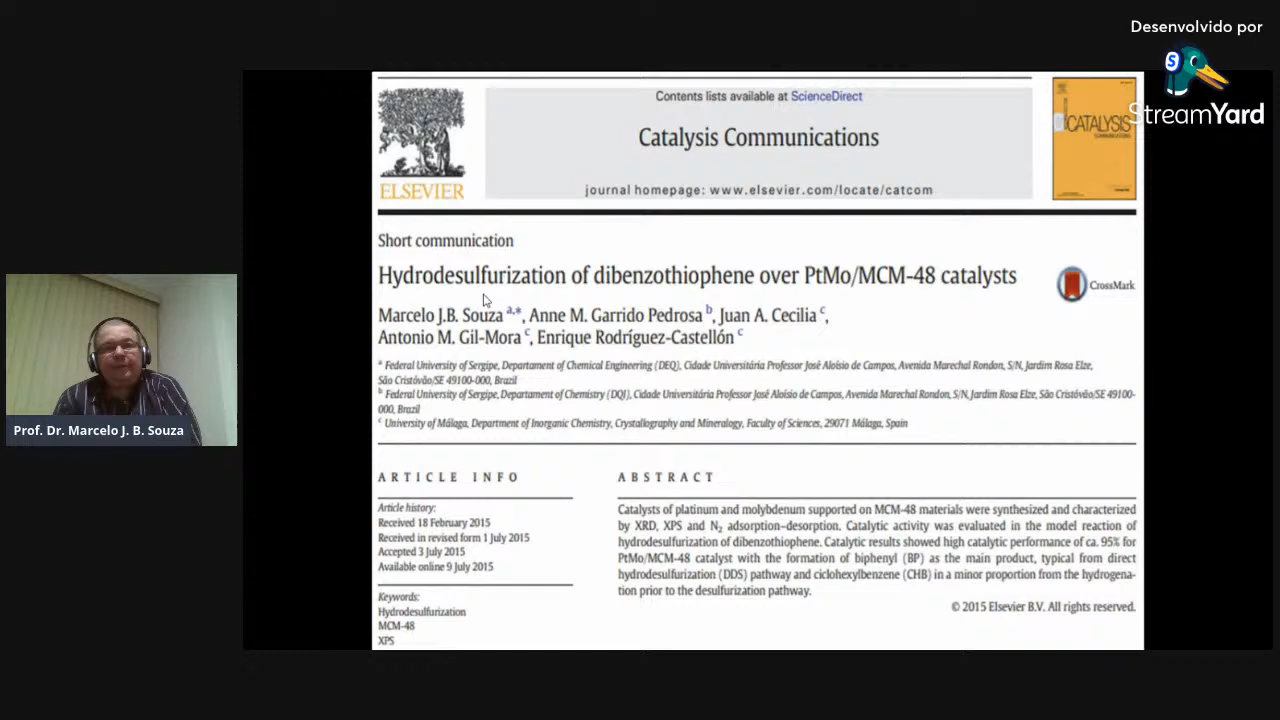 Desenvolvido por
StreamYard
Contents lists available at ScienceDirect
Catalysis Communications
journal homepage: www.elsevier.com/locate/catcom
ELSEVIER
CATALYSIS
COMMUNICATIONS
Short communication
Hydrodesulfurization of dibenzothiophene over PtMo/MCM-48 catalysts
CrossMark
Marcelo J.B. Souza a,*, Anne M. Garrido Pedrosa b, Juan A. Cecilia c,
Antonio M. Gil-Mora c, Enrique Rodríguez-Castellón c
a Federal University of Sergipe, Departament of Chemical Engineering (DEQ), Cidade Universitária Professor José Aloísio de Campos, Avenida Marechal Rondon, S/N, Jardim Rosa Elze,
São Cristóvão/SE 49100-000, Brazil
b Federal University of Sergipe, Departament of Chemistry (DQI), Cidade Universitária Professor José Aloísio de Campos, Avenida Marechal Rondon, S/N, Jardim Rosa Elze, São Cristóvão/SE 49100-
000, Brazil
c University of Málaga, Department of Inorganic Chemistry, Crystallography and Mineralogy, Faculty of Sciences, 29071 Málaga, Spain
Prof. Dr. Marcelo J. B. Souza
ARTICLE INFO
Article history:
Received 18 February 2015
Received in revised form 1 July 2015
Accepted 3 July 2015
Available online 9 July 2015
Keywords:
Hydrodesulfurization
MCM-48
XPS
ABSTRACT
Catalysts of platinum and molybdenum supported on MCM-48 materials were synthesized and characterized
by XRD, XPS and N2 adsorption–desorption. Catalytic activity was evaluated in the model reaction of
hydrodesulfurization of dibenzothiophene. Catalytic results showed high catalytic performance of ca. 95% for
PtMo/MCM-48 catalyst with the formation of biphenyl (BP) as the main product, typical from direct
hydrodesulfurization (DDS) pathway and ciclohexylbenzene (CHB) in a minor proportion from the hydrogena-
tion prior to the desulfurization pathway.
© 2015 Elsevier B.V. All rights reserved.